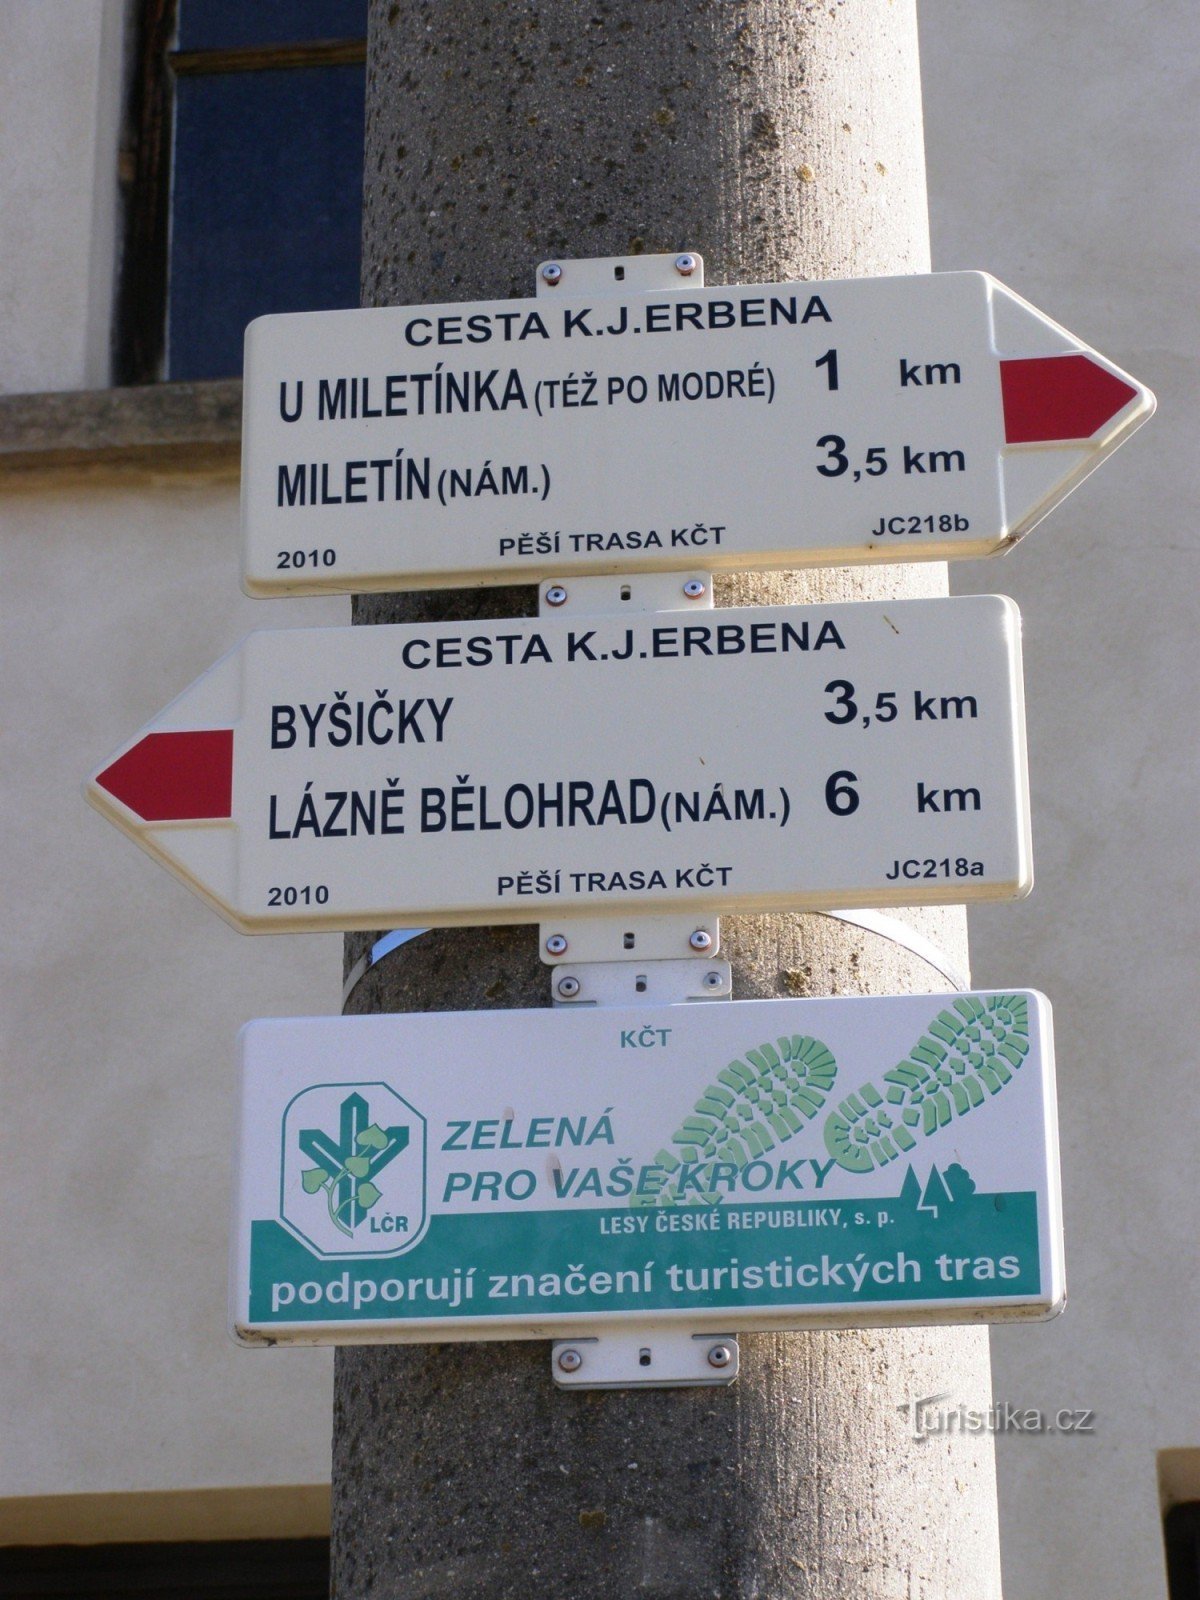 CESTA K.J.ERBENA
U MILETÍNKA (TÉŽ PO MODRÉ) 1 km
MILETÍN (NÁM.) 3,5 km
2010 PĚŠÍ TRASA KČT JC218b
CESTA K.J.ERBENA
BYŠIČKY 3,5 km
LÁZNĚ BĚLOHRAD (NÁM.) 6 km
2010 PĚŠÍ TRASA KČT JC218a
KČT
ZELENÁ
PRO VAŠE KROKY
LČR
LESY ČESKÉ REPUBLIKY, s. p.
podporují značení turistických tras
Turistika.cz